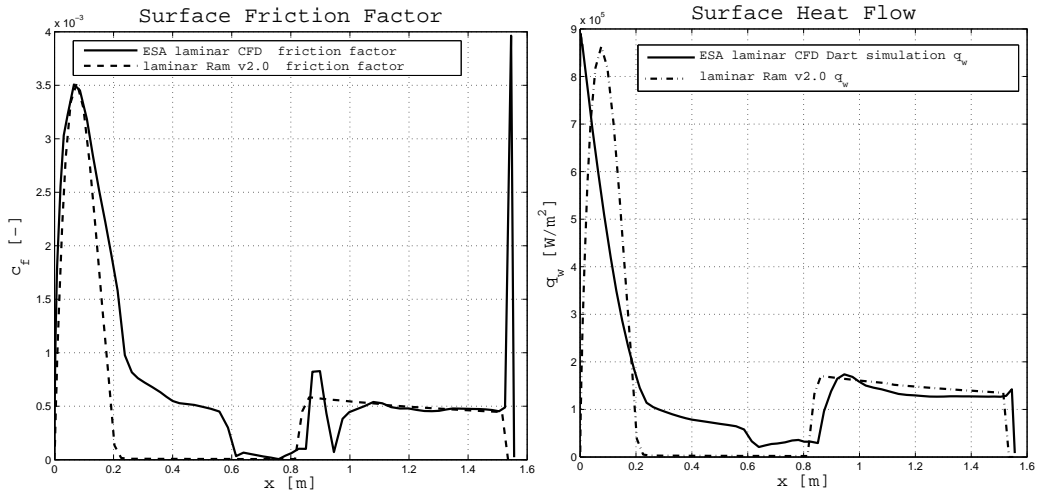 Surface Friction Factor
x 10⁻³
4
3.5
3
2.5
2
1.5
1
0.5
0
0 0.2 0.4 0.6 0.8 1 1.2 1.4 1.6
x [m]
c_f [-]
ESA laminar CFD friction factor
laminar Ram v2.0 friction factor
Surface Heat Flow
x 10⁵
9
8
7
6
5
4
3
2
1
0
0 0.2 0.4 0.6 0.8 1 1.2 1.4 1.6
x [m]
q_w [W/m²]
ESA laminar CFD Dart simulation q_w
laminar Ram v2.0 q_w